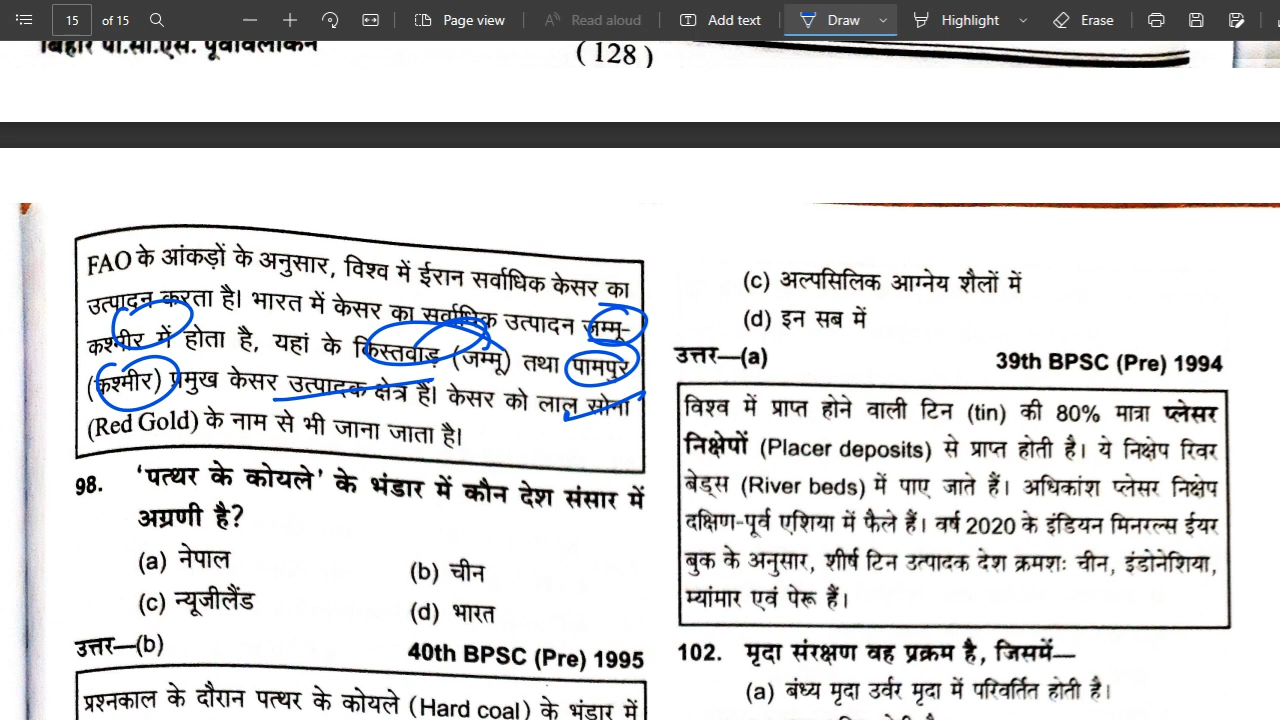 15 of 15
Page view
Read aloud
Add text
Draw
Highlight
Erase
बिहार पी.सी.एस. पूर्वावलोकन
(128)
FAO के आंकड़ों के अनुसार, विश्व में ईरान सर्वाधिक केसर का
उत्पादन करता है। भारत में केसर का सर्वाधिक उत्पादन जम्मू-
कश्मीर में होता है, यहां के किस्तवाड़ (जम्मू) तथा पामपुर
(कश्मीर) प्रमुख केसर उत्पादक क्षेत्र हैं। केसर को लाल सोना
(Red Gold) के नाम से भी जाना जाता है।
98. 'पत्थर के कोयले' के भंडार में कौन देश संसार में
अग्रणी है?
(a) नेपाल
(b) चीन
(c) न्यूजीलैंड
(d) भारत
उत्तर—(b)
40th BPSC (Pre) 1995
प्रश्नकाल के दौरान पत्थर के कोयले (Hard coal) के भंडार में
(c) अल्पसिलिक आग्नेय शैलों में
(d) इन सब में
उत्तर—(a)
39th BPSC (Pre) 1994
विश्व में प्राप्त होने वाली टिन (tin) की 80% मात्रा प्लेसर
निक्षेपों (Placer deposits) से प्राप्त होती है। ये निक्षेप रिवर
बेड्स (River beds) में पाए जाते हैं। अधिकांश प्लेसर निक्षेप
दक्षिण-पूर्व एशिया में फैले हैं। वर्ष 2020 के इंडियन मिनरल्स ईयर
बुक के अनुसार, शीर्ष टिन उत्पादक देश क्रमशः चीन, इंडोनेशिया,
म्यांमार एवं पेरू हैं।
102. मृदा संरक्षण वह प्रक्रम है, जिसमें—
(a) बंध्य मृदा उर्वर मृदा में परिवर्तित होती है।